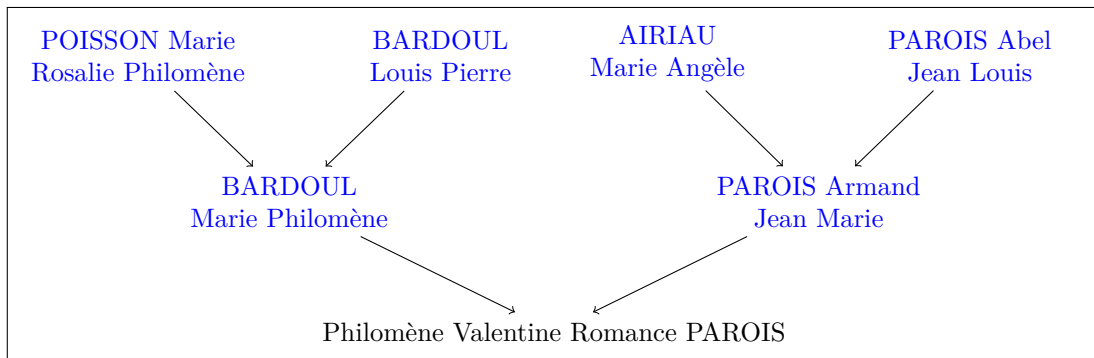 POISSON Marie
Rosalie Philomène
BARDOUL
Louis Pierre
AIRIAU
Marie Angèle
PAROIS Abel
Jean Louis
BARDOUL
Marie Philomène
PAROIS Armand
Jean Marie
Philomène Valentine Romance PAROIS